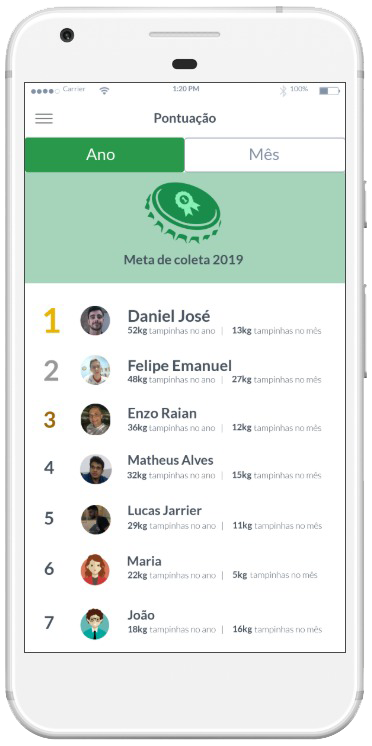 Carrier 1:20 PM 100%
Pontuação
Ano Mês
Meta de coleta 2019
1 Daniel José
52kg tampinhas no ano | 13kg tampinhas no mês
2 Felipe Emanuel
48kg tampinhas no ano | 27kg tampinhas no mês
3 Enzo Raian
36kg tampinhas no ano | 12kg tampinhas no mês
4 Matheus Alves
32kg tampinhas no ano | 15kg tampinhas no mês
5 Lucas Jarrier
29kg tampinhas no ano | 11kg tampinhas no mês
6 Maria
22kg tampinhas no ano | 5kg tampinhas no mês
7 João
18kg tampinhas no ano | 16kg tampinhas no mês